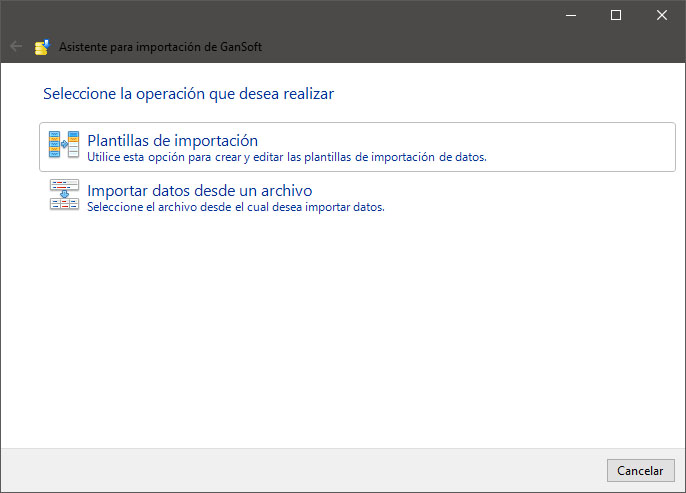 Asistente para importación de GanSoft
Seleccione la operación que desea realizar
Plantillas de importación
Utilice esta opción para crear y editar las plantillas de importación de datos.
Importar datos desde un archivo
Seleccione el archivo desde el cual desea importar datos.
Cancelar